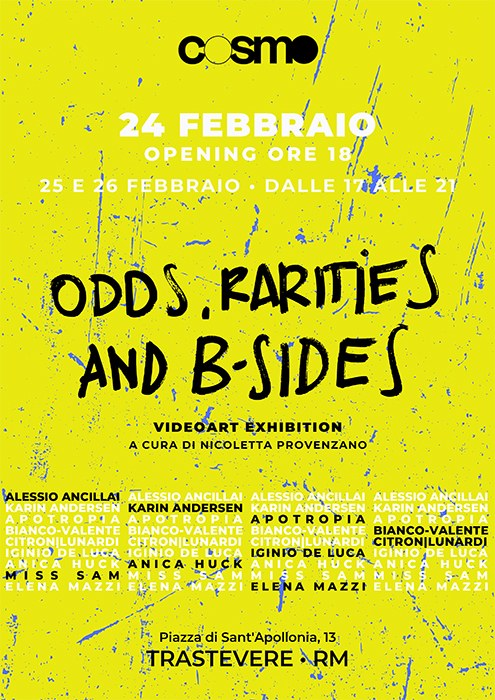 cosmo
24 FEBBRAIO
OPENING ORE 18
25 E 26 FEBBRAIO • DALLE 17 ALLE 21
ODDS, RARITIES
AND B-SIDES
VIDEOART EXHIBITION
A CURA DI NICOLETTA PROVENZANO
ALESSIO ANCILLAI ALESSIO ANCILLAI ALESSIO ANCILLAI ALESSIO ANCILLAI
KARIN ANDERSEN KARIN ANDERSEN KARIN ANDERSEN KARIN ANDERSEN
APOTROPIA APOTROPIA APOTROPIA APOTROPIA
BIANCO-VALENTE BIANCO-VALENTE BIANCO-VALENTE BIANCO-VALENTE
CITRON|LUNARDI CITRON|LUNARDI CITRON|LUNARDI CITRON|LUNARDI
IGINIO DE LUCA IGINIO DE LUCA IGINIO DE LUCA IGINIO DE LUCA
ANICA HUCK ANICA HUCK ANICA HUCK ANICA HUCK
MISS SAM MISS SAM MISS SAM MISS SAM
ELENA MAZZI ELENA MAZZI ELENA MAZZI ELENA MAZZI
Piazza di Sant'Apollonia, 13
TRASTEVERE • RM